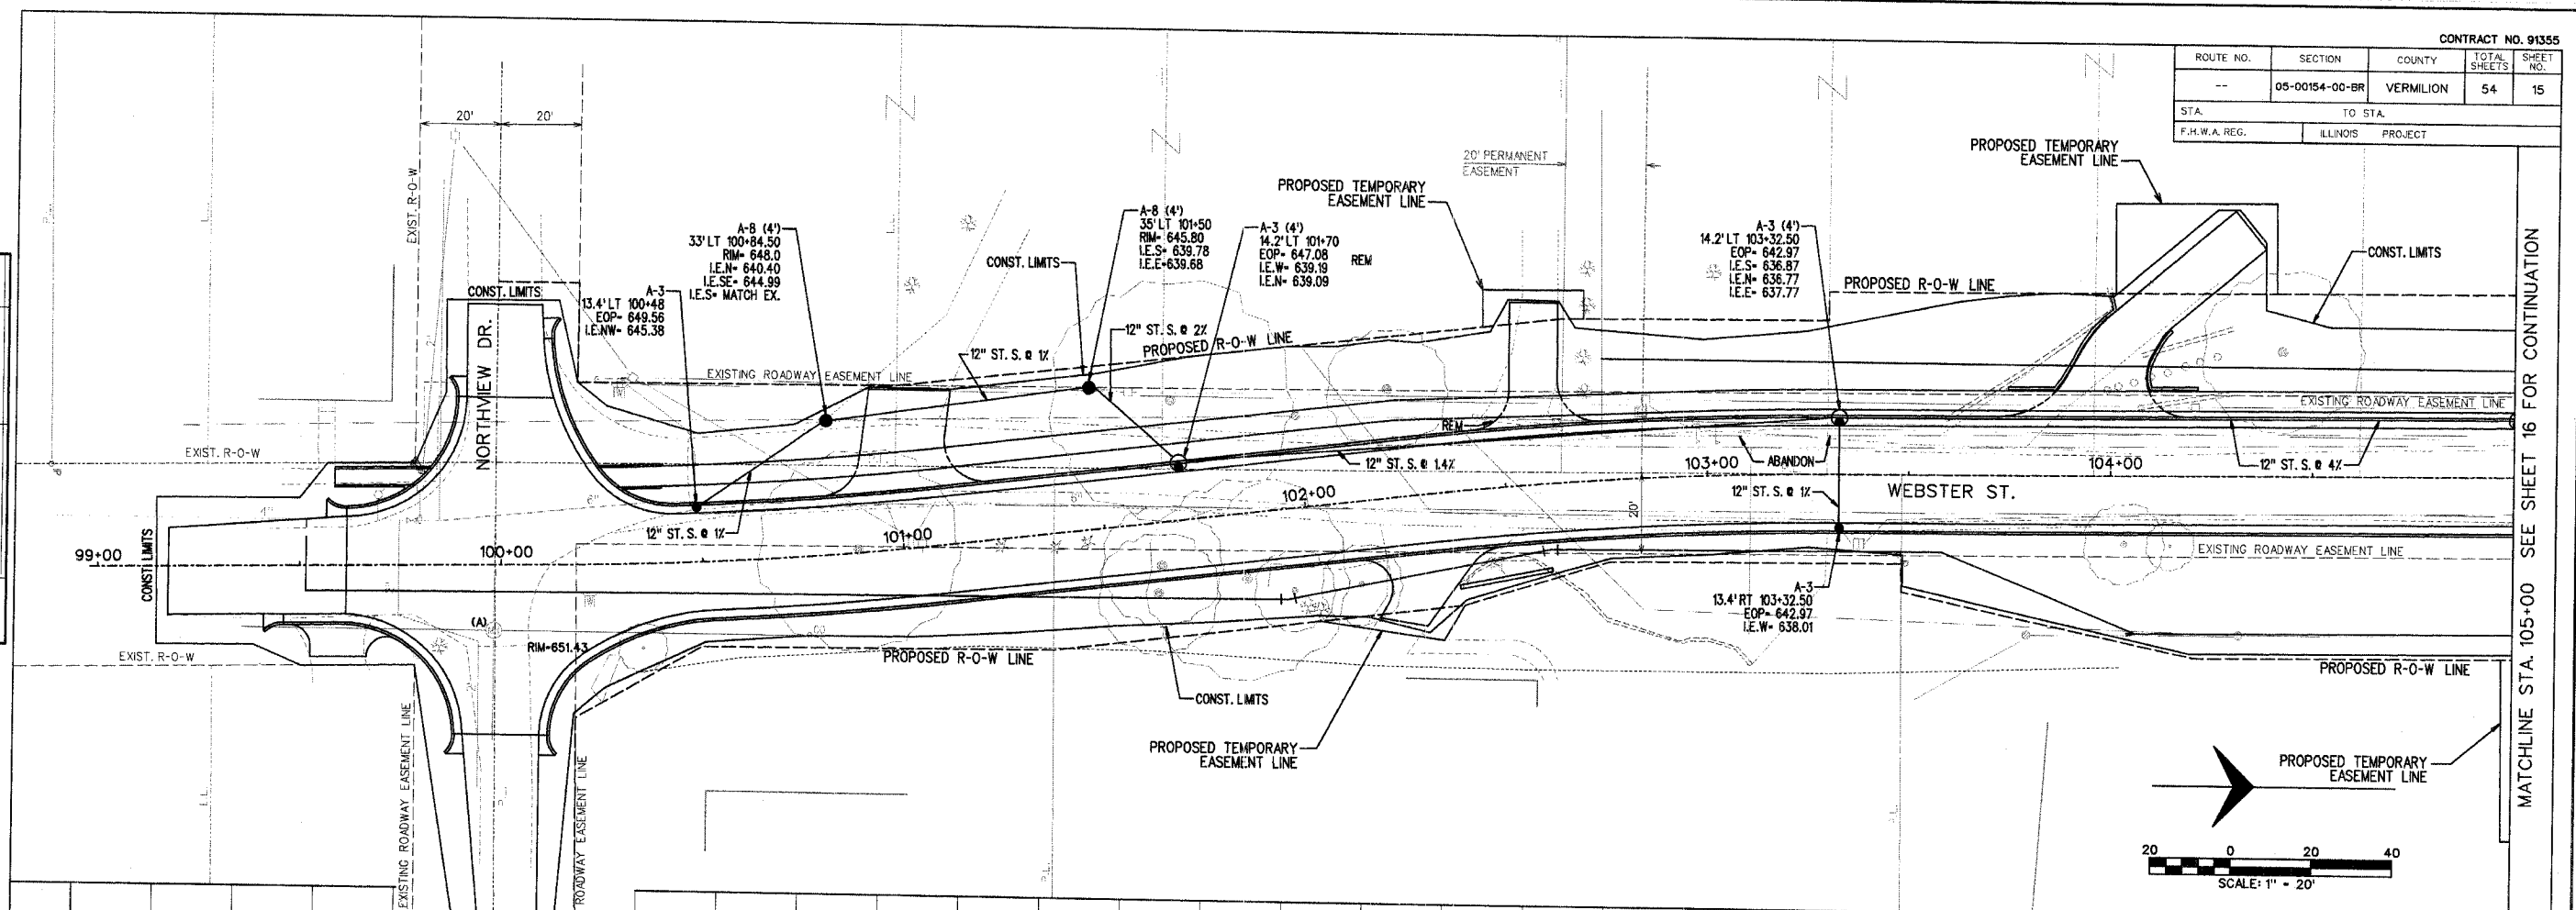 CONTRACT NO. 91355
ROUTE NO.
SECTION
COUNTY
TOTAL SHEETS
SHEET NO.
--
05-00154-00-BR
VERMILION
54
15
STA.
TO STA.
F.H.W.A. REG.
ILLINOIS
PROJECT
20'
20'
EXIST. R-O-W
20' PERMANENT
EASEMENT
PROPOSED TEMPORARY
EASEMENT LINE
PROPOSED TEMPORARY
EASEMENT LINE
A-8 (4')
33' LT 100+84.50
RIM= 648.0
I.E.N= 640.40
I.E.SE= 644.99
I.E.S= MATCH EX.
A-8 (4')
35' LT 101+50
RIM= 645.80
I.E.S= 639.78
I.E.E=639.68
A-3 (4')
14.2' LT 101+70
EOP= 647.08
I.E.W= 639.19
I.E.N= 639.09
REM
A-3 (4')
14.2' LT 103+32.50
EOP= 642.97
I.E.S= 636.87
I.E.N= 636.77
I.E.E= 637.77
CONST. LIMITS
CONST. LIMITS
CONST. LIMITS
A-3
13.4' LT 100+48
EOP= 649.56
I.E.NW= 645.38
PROPOSED R-O-W LINE
NORTHVIEW DR.
12" ST. S. @ 1%
12" ST. S. @ 2%
PROPOSED R-O-W LINE
EXISTING ROADWAY EASEMENT LINE
EXISTING ROADWAY EASEMENT LINE
REM
EXIST. R-O-W
12" ST. S. @ 1.4%
103+00
ABANDON
104+00
12" ST. S. @ 4%
102+00
12" ST. S. @ 1%
WEBSTER ST.
20'
12" ST. S. @ 1%
101+00
99+00
100+00
CONST. LIMITS
EXISTING ROADWAY EASEMENT LINE
A-3
13.4' RT 103+32.50
EOP= 642.97
I.E.W= 638.01
(A)
RIM=651.43
EXIST. R-O-W
PROPOSED R-O-W LINE
PROPOSED R-O-W LINE
CONST. LIMITS
PROPOSED TEMPORARY
EASEMENT LINE
PROPOSED TEMPORARY
EASEMENT LINE
EXISTING ROADWAY EASEMENT LINE
ROADWAY EASEMENT LINE
MATCHLINE STA. 105+00 SEE SHEET 16 FOR CONTINUATION
20
0
20
40
SCALE: 1" = 20'